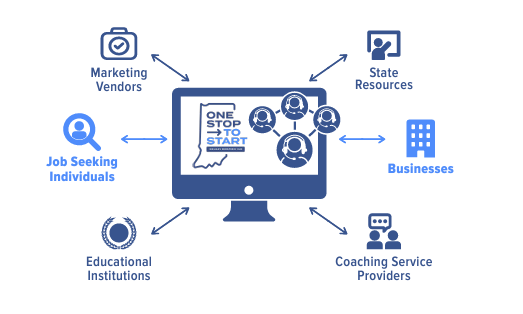 Marketing
Vendors
State
Resources
ONE
STOP
TO
START
Job Seeking
Individuals
Businesses
Educational
Institutions
Coaching Service
Providers